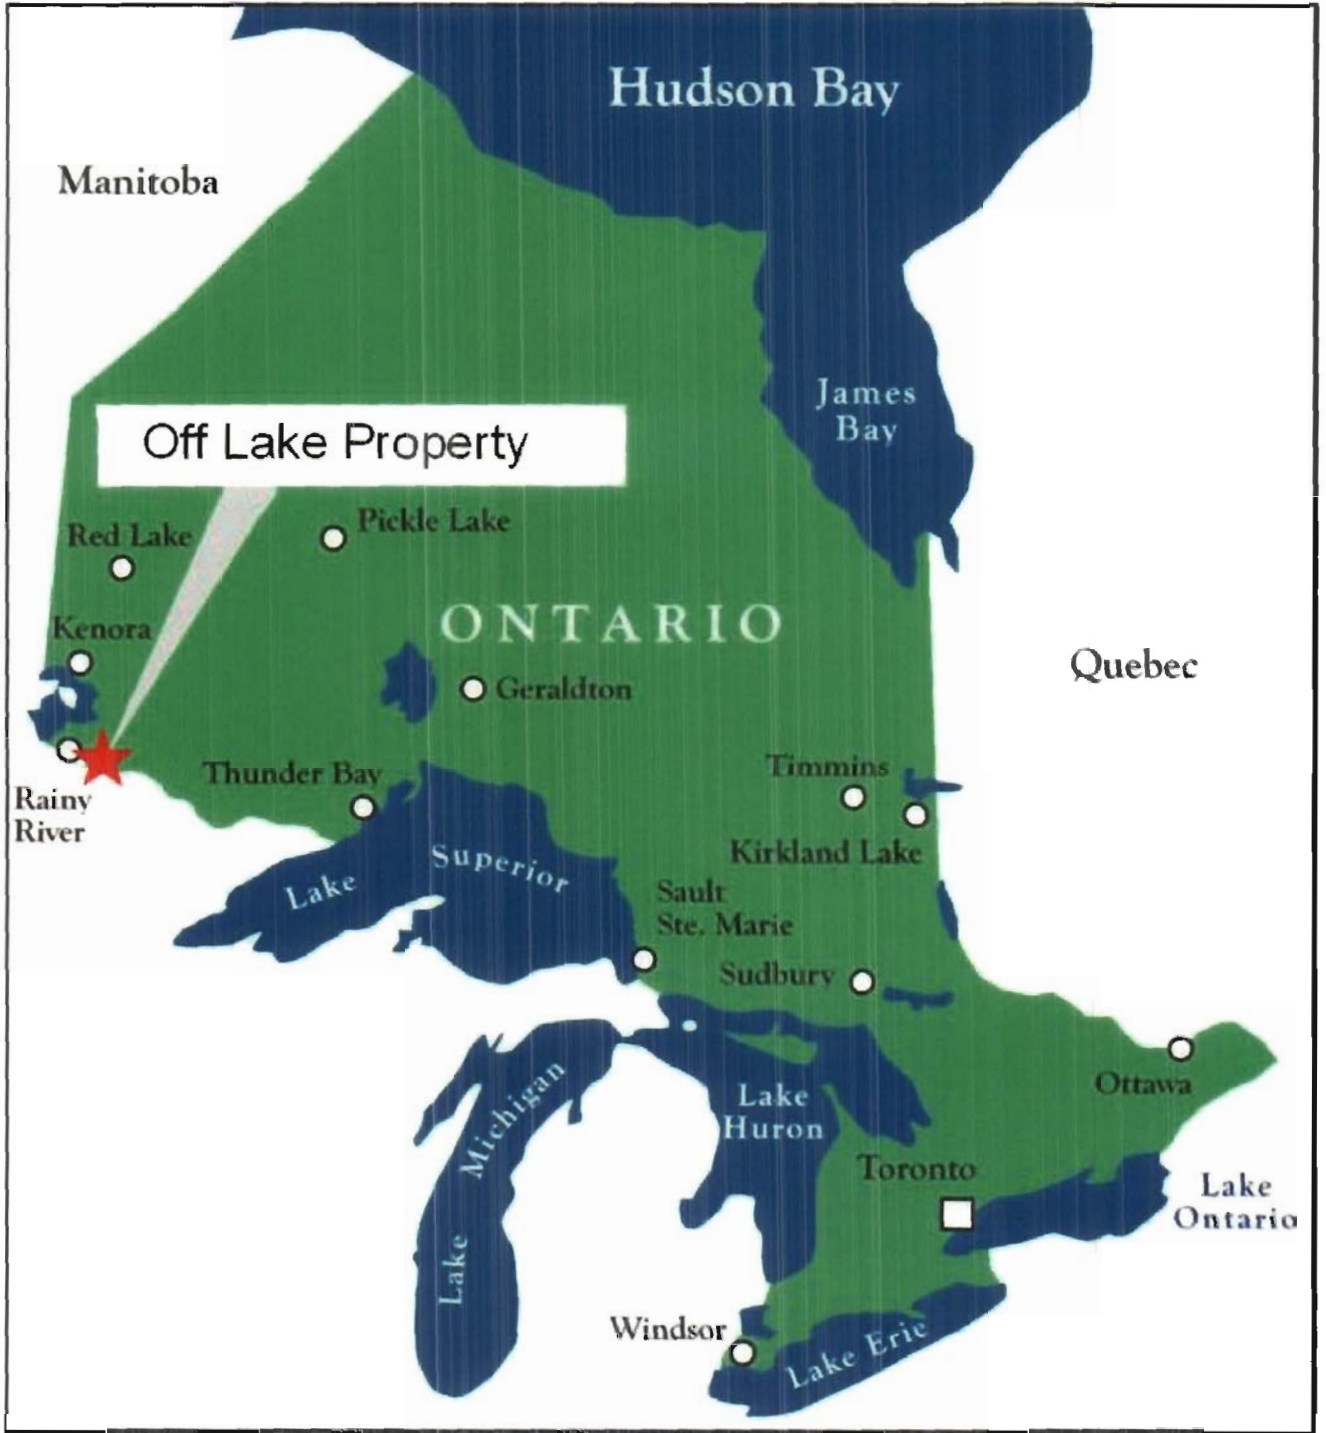 Hudson Bay
Manitoba
James
Bay
Off Lake Property
Pickle Lake
Red Lake
ONTARIO
Kenora
Quebec
Geraldton
Timmins
Thunder Bay
Rainy
River
Kirkland Lake
Superior
Lake
Sault
Ste. Marie
Sudbury
Ottawa
Lake
Huron
Michigan
Lake
Toronto
Lake
Ontario
Windsor
Lake Erie